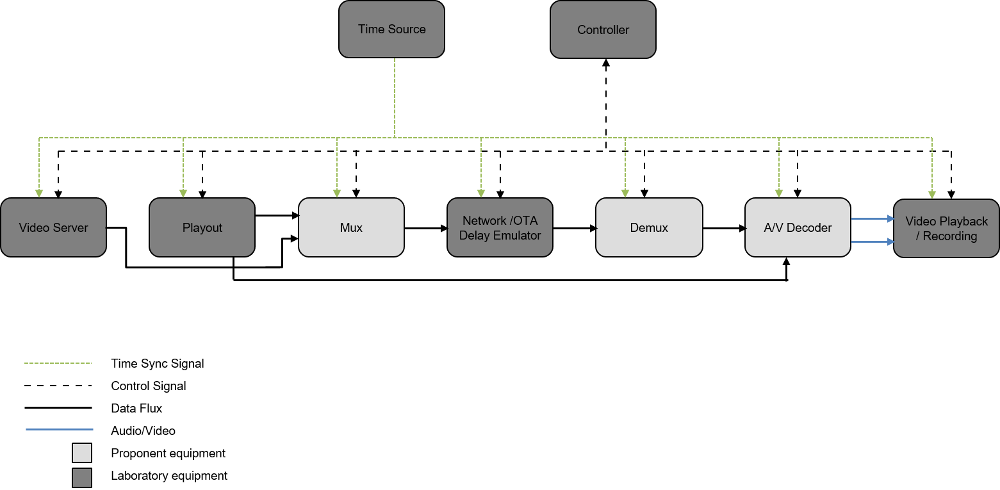 Time Source
Controller
Video Server
Playout
Mux
Network /OTA
Delay Emulator
Demux
A/V Decoder
Video Playback
/ Recording
Time Sync Signal
Control Signal
Data Flux
Audio/Video
Proponent equipment
Laboratory equipment